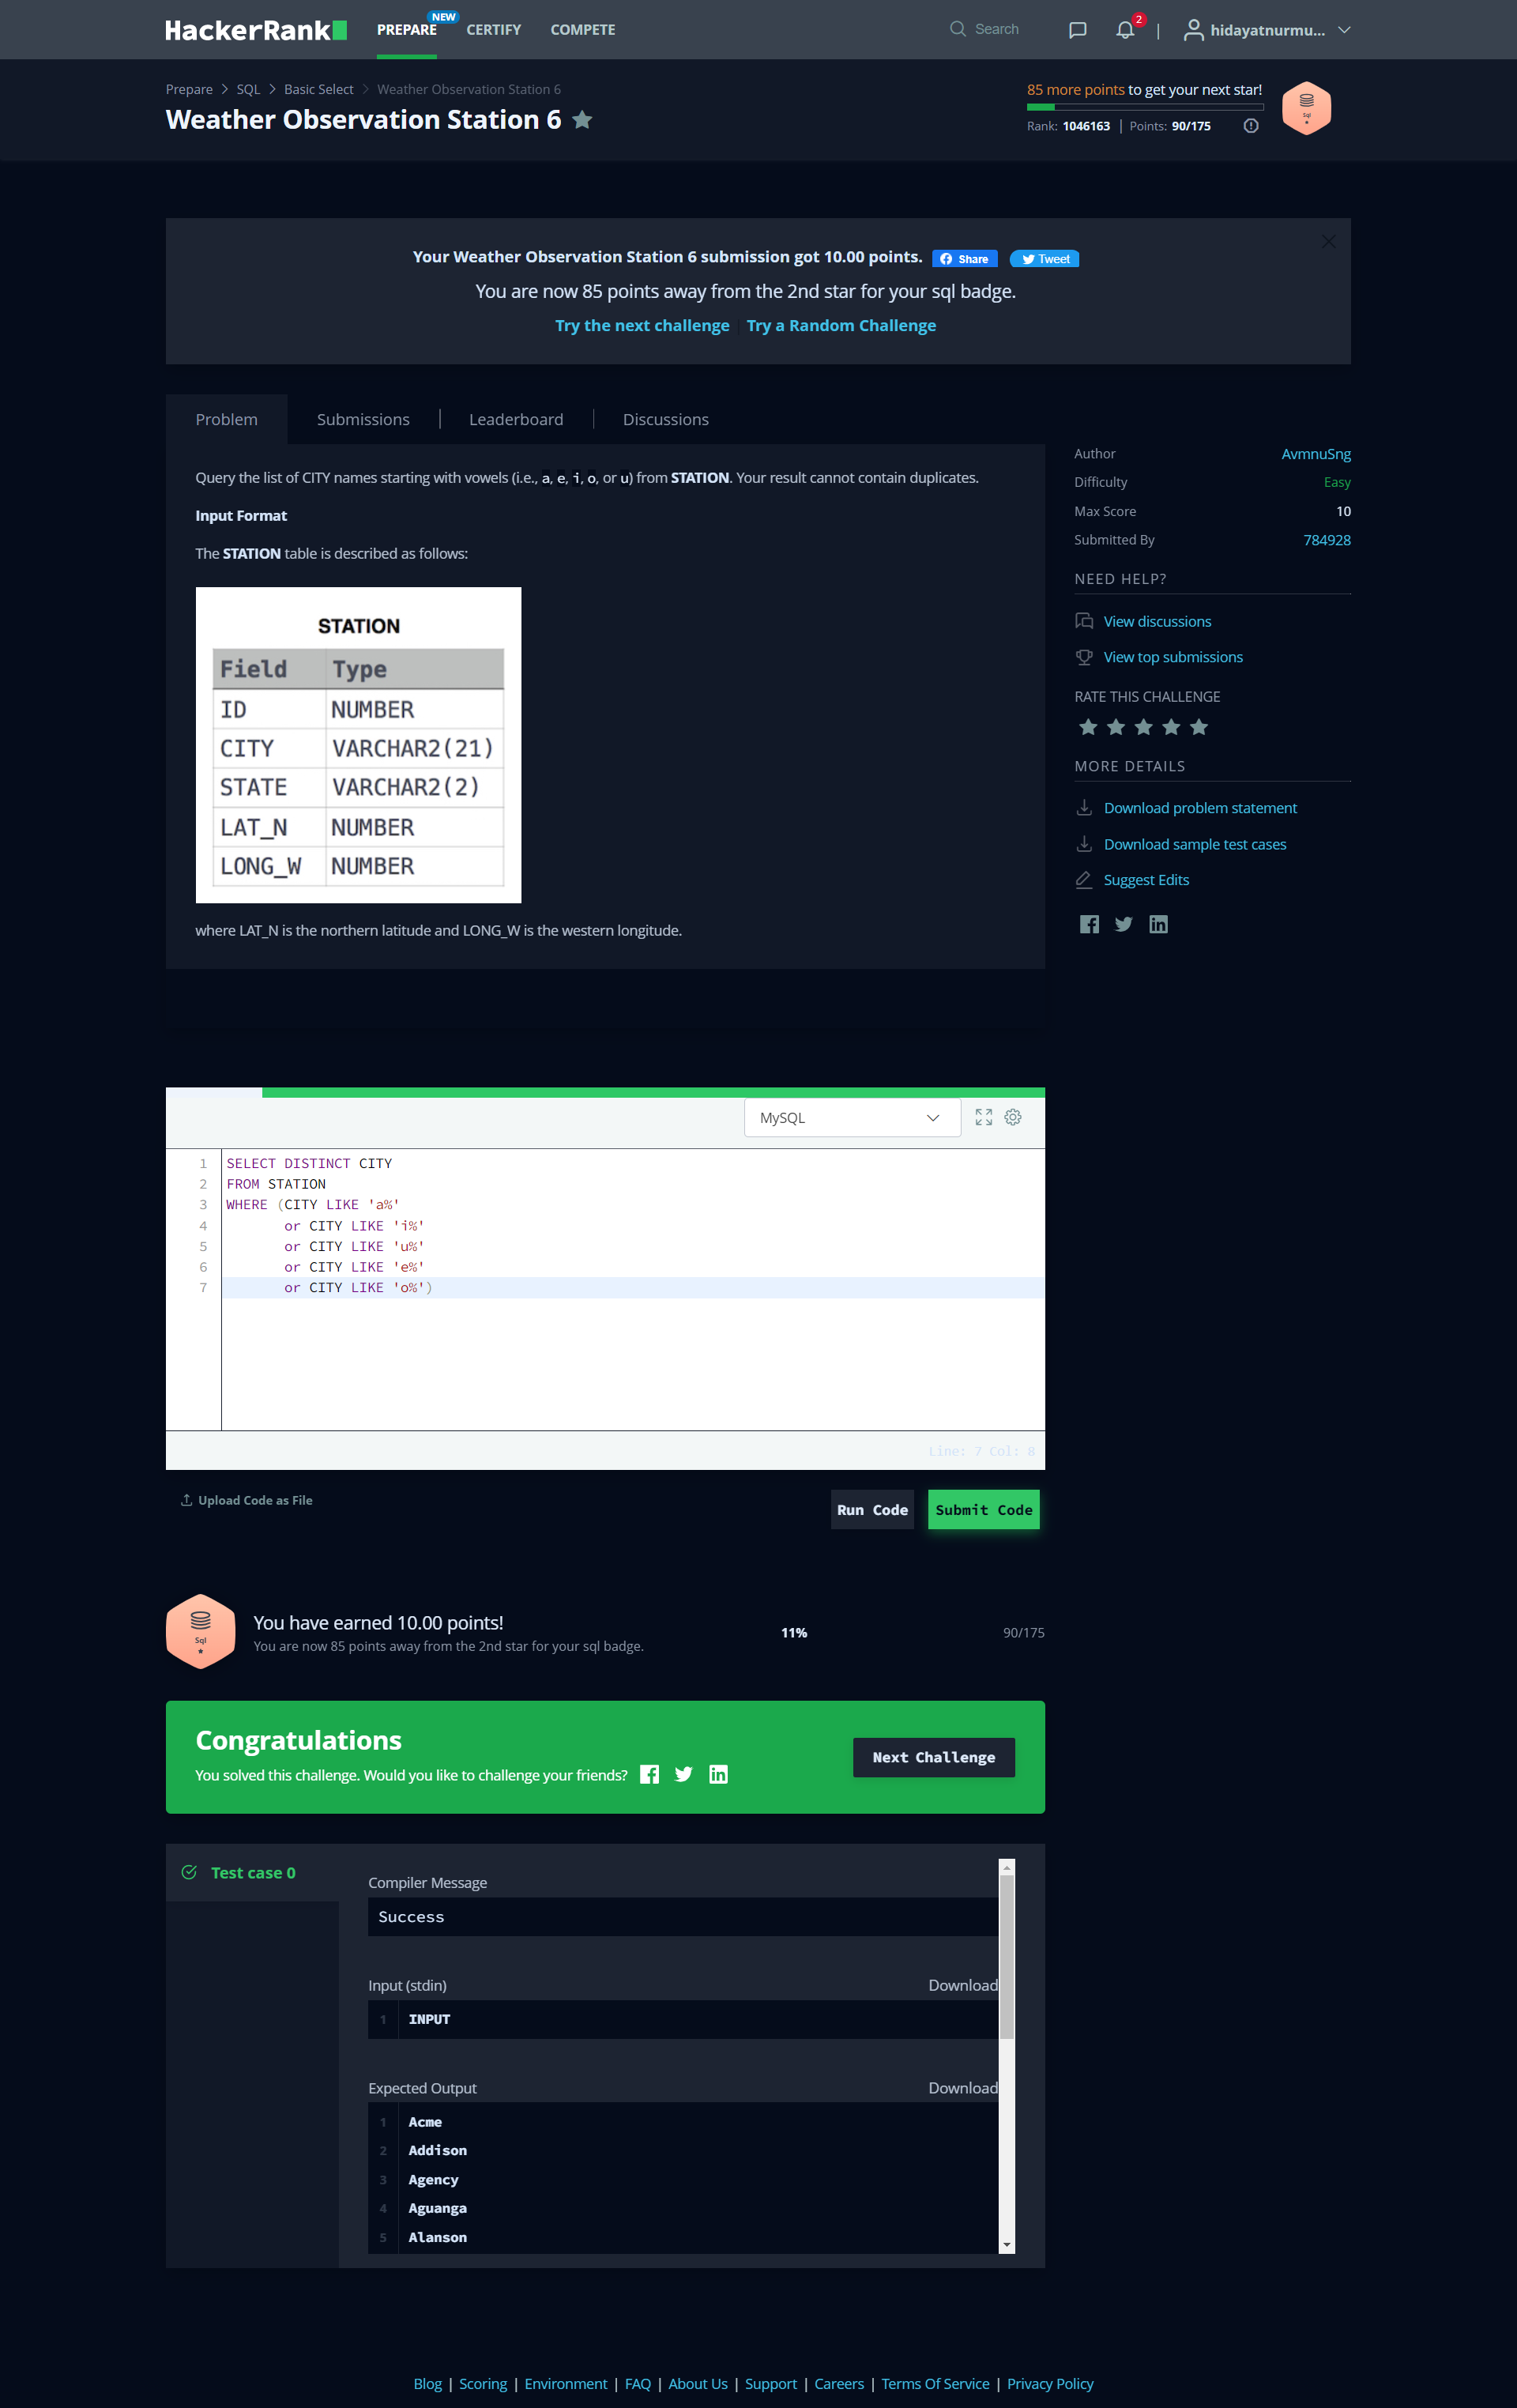 HackerRank
PREPARE
NEW
CERTIFY
COMPETE
Search
2
|
hidayatnurmu...
Prepare > SQL > Basic Select > Weather Observation Station 6
Weather Observation Station 6
85 more points to get your next star!
Rank: 1046163 | Points: 90/175
Sql
Your Weather Observation Station 6 submission got 10.00 points.
Share
Tweet
You are now 85 points away from the 2nd star for your sql badge.
Try the next challenge | Try a Random Challenge
Problem
Submissions
Leaderboard
Discussions
Query the list of CITY names starting with vowels (i.e., a, e, i, o, or u) from STATION. Your result cannot contain duplicates.
Input Format
The STATION table is described as follows:
STATION
Field Type
ID NUMBER
CITY VARCHAR2(21)
STATE VARCHAR2(2)
LAT_N NUMBER
LONG_W NUMBER
where LAT_N is the northern latitude and LONG_W is the western longitude.
Author AvmnuSng
Difficulty Easy
Max Score 10
Submitted By 784928
NEED HELP?
View discussions
View top submissions
RATE THIS CHALLENGE
MORE DETAILS
Download problem statement
Download sample test cases
Suggest Edits
MySQL
1 SELECT DISTINCT CITY
2 FROM STATION
3 WHERE (CITY LIKE 'a%'
4 or CITY LIKE 'i%'
5 or CITY LIKE 'u%'
6 or CITY LIKE 'e%'
7 or CITY LIKE 'o%')
Line: 7 Col: 8
Upload Code as File
Run Code
Submit Code
Sql
You have earned 10.00 points!
You are now 85 points away from the 2nd star for your sql badge.
11%
90/175
Congratulations
You solved this challenge. Would you like to challenge your friends?
Next Challenge
Test case 0
Compiler Message
Success
Input (stdin)
Download
1 INPUT
Expected Output
Download
1 Acme
2 Addison
3 Agency
4 Aguanga
5 Alanson
Blog | Scoring | Environment | FAQ | About Us | Support | Careers | Terms Of Service | Privacy Policy